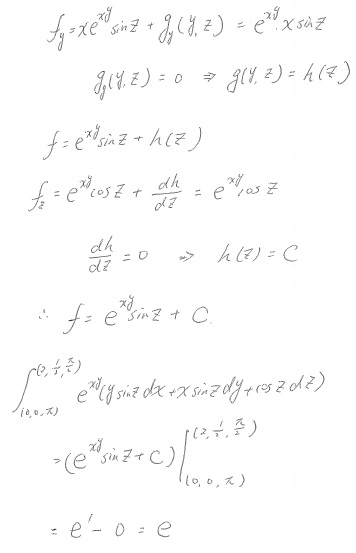 f_y = xe^{xy} sin z + g_y(y, z) = e^{xy} · x sin z
g_y(y, z) = 0 ⇒ g(y, z) = h(z)
f = e^{xy} sin z + h(z)
f_z = e^{xy} cos z + dh/dz = e^{xy} cos z
dh/dz = 0 ⇒ h(z) = C
∴ f = e^{xy} sin z + C.
∫_{(0, 0, π)}^{(2, 1/2, π/2)} e^{xy}(y sin z dx + x sin z dy + cos z dz)
= (e^{xy} sin z + C) |_{(0, 0, π)}^{(2, 1/2, π/2)}
= e^1 - 0 = e